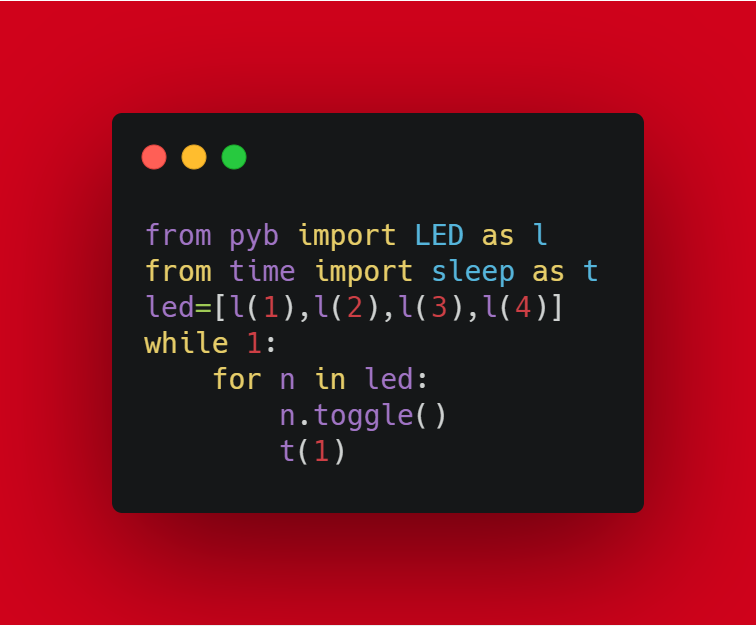 from pyb import LED as l
from time import sleep as t
led=[l(1),l(2),l(3),l(4)]
while 1:
    for n in led:
        n.toggle()
        t(1)